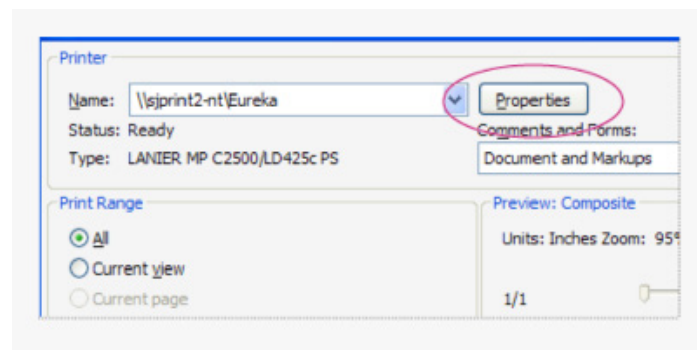 Printer
Name: \\sjprint2-nt\Eureka Properties
Status: Ready Comments and Forms:
Type: LANIER MP C2500/LD425c PS Document and Markups
Print Range Preview: Composite
All Units: Inches Zoom: 95%
Current view
Current page 1/1